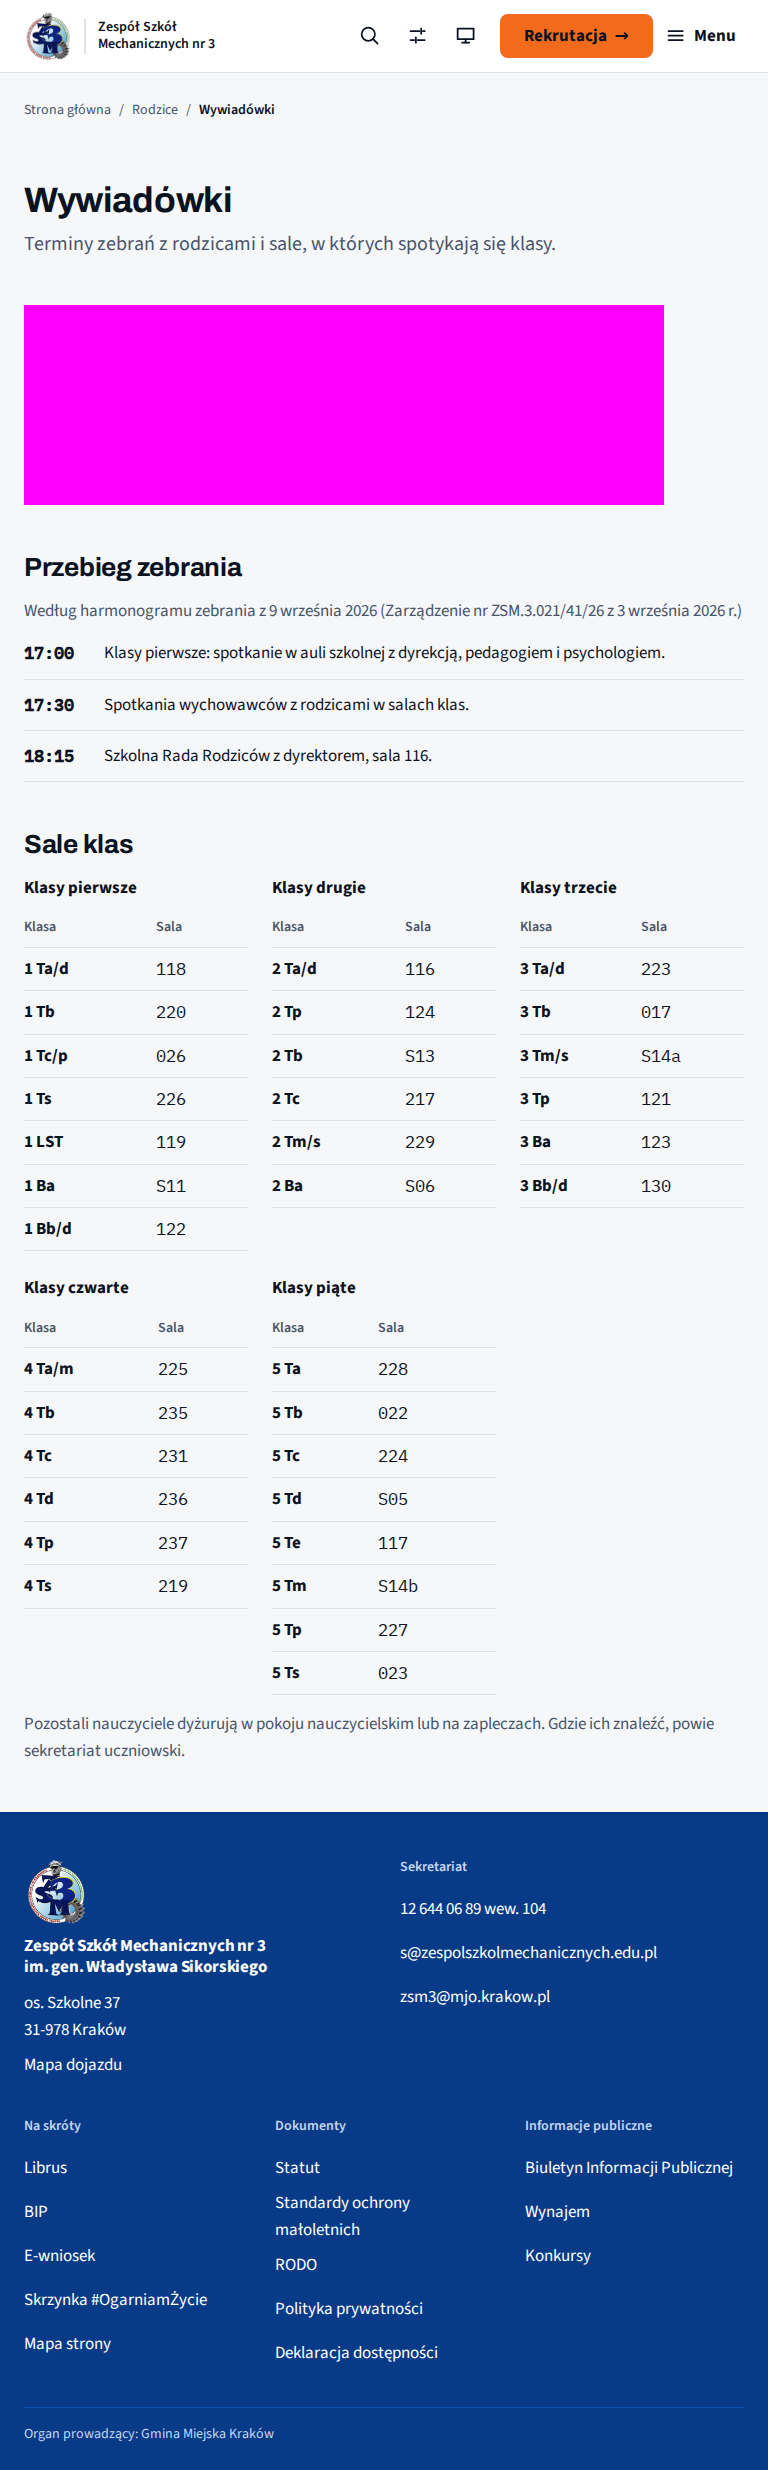 Zespół Szkół
Mechanicznych nr 3
Rekrutacja →
Menu
Strona główna / Rodzice / Wywiadówki
Wywiadówki
Terminy zebrań z rodzicami i sale, w których spotykają się klasy.
Przebieg zebrania
Według harmonogramu zebrania z 9 września 2026 (Zarządzenie nr ZSM.3.021/41/26 z 3 września 2026 r.)
17:00 Klasy pierwsze: spotkanie w auli szkolnej z dyrekcją, pedagogiem i psychologiem.
17:30 Spotkania wychowawców z rodzicami w salach klas.
18:15 Szkolna Rada Rodziców z dyrektorem, sala 116.
Sale klas
Klasy pierwsze
Klasa Sala
1 Ta/d 118
1 Tb 220
1 Tc/p 026
1 Ts 226
1 LST 119
1 Ba S11
1 Bb/d 122
Klasy drugie
Klasa Sala
2 Ta/d 116
2 Tp 124
2 Tb S13
2 Tc 217
2 Tm/s 229
2 Ba S06
Klasy trzecie
Klasa Sala
3 Ta/d 223
3 Tb 017
3 Tm/s S14a
3 Tp 121
3 Ba 123
3 Bb/d 130
Klasy czwarte
Klasa Sala
4 Ta/m 225
4 Tb 235
4 Tc 231
4 Td 236
4 Tp 237
4 Ts 219
Klasy piąte
Klasa Sala
5 Ta 228
5 Tb 022
5 Tc 224
5 Td S05
5 Te 117
5 Tm S14b
5 Tp 227
5 Ts 023
Pozostali nauczyciele dyżurują w pokoju nauczycielskim lub na zapleczach. Gdzie ich znaleźć, powie
sekretariat uczniowski.
Zespół Szkół Mechanicznych nr 3
im. gen. Władysława Sikorskiego
os. Szkolne 37
31-978 Kraków
Mapa dojazdu
Sekretariat
12 644 06 89 wew. 104
s@zespolszkolmechanicznych.edu.pl
zsm3@mjo.krakow.pl
Na skróty
Librus
BIP
E-wniosek
Skrzynka #OgarniamŻycie
Mapa strony
Dokumenty
Statut
Standardy ochrony
małoletnich
RODO
Polityka prywatności
Deklaracja dostępności
Informacje publiczne
Biuletyn Informacji Publicznej
Wynajem
Konkursy
Organ prowadzący: Gmina Miejska Kraków